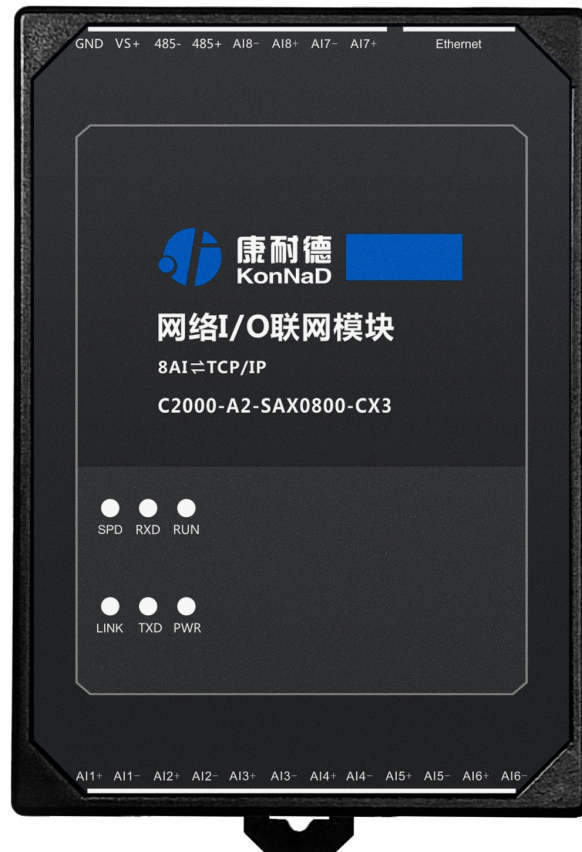 GND VS+ 485- 485+ AI8- AI8+ AI7- AI7+ Ethernet
康耐德
KonNaD
网络I/O联网模块
8AI⇌TCP/IP
C2000-A2-SAX0800-CX3
SPD RXD RUN
LINK TXD PWR
AI1+ AI1- AI2+ AI2- AI3+ AI3- AI4+ AI4- AI5+ AI5- AI6+ AI6-